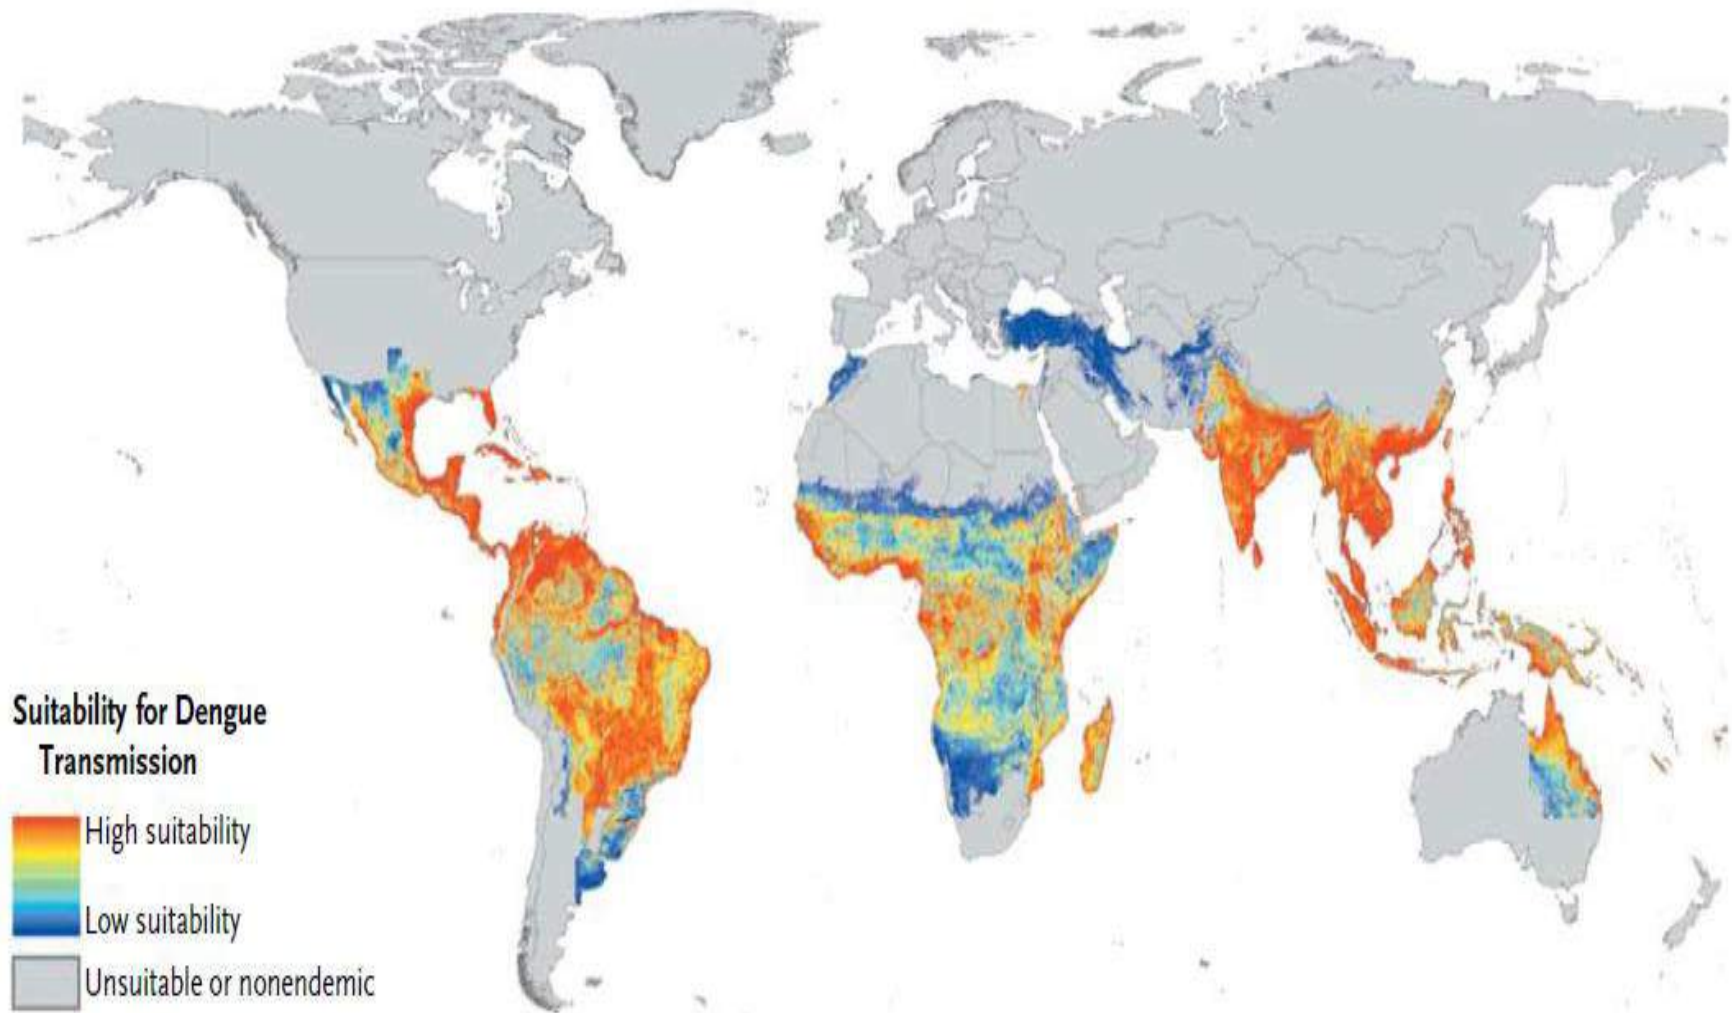 Suitability for Dengue
Transmission
High suitability
Low suitability
Unsuitable or nonendemic